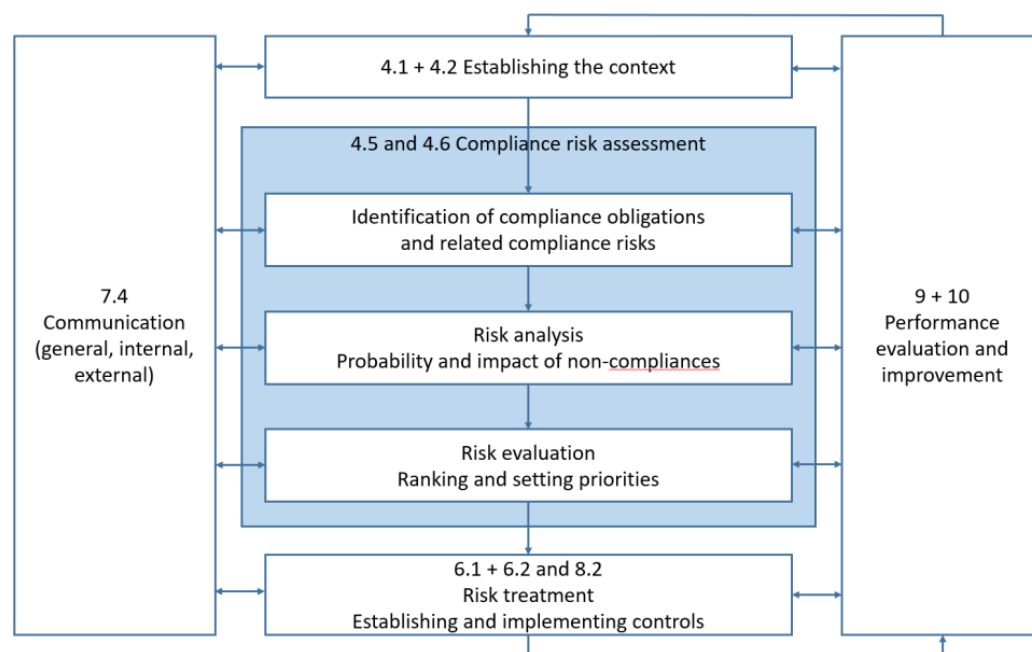 4.1 + 4.2 Establishing the context
4.5 and 4.6 Compliance risk assessment
Identification of compliance obligations
and related compliance risks
Risk analysis
Probability and impact of non-compliances
Risk evaluation
Ranking and setting priorities
6.1 + 6.2 and 8.2
Risk treatment
Establishing and implementing controls
7.4
Communication
(general, internal,
external)
9 + 10
Performance
evaluation and
improvement